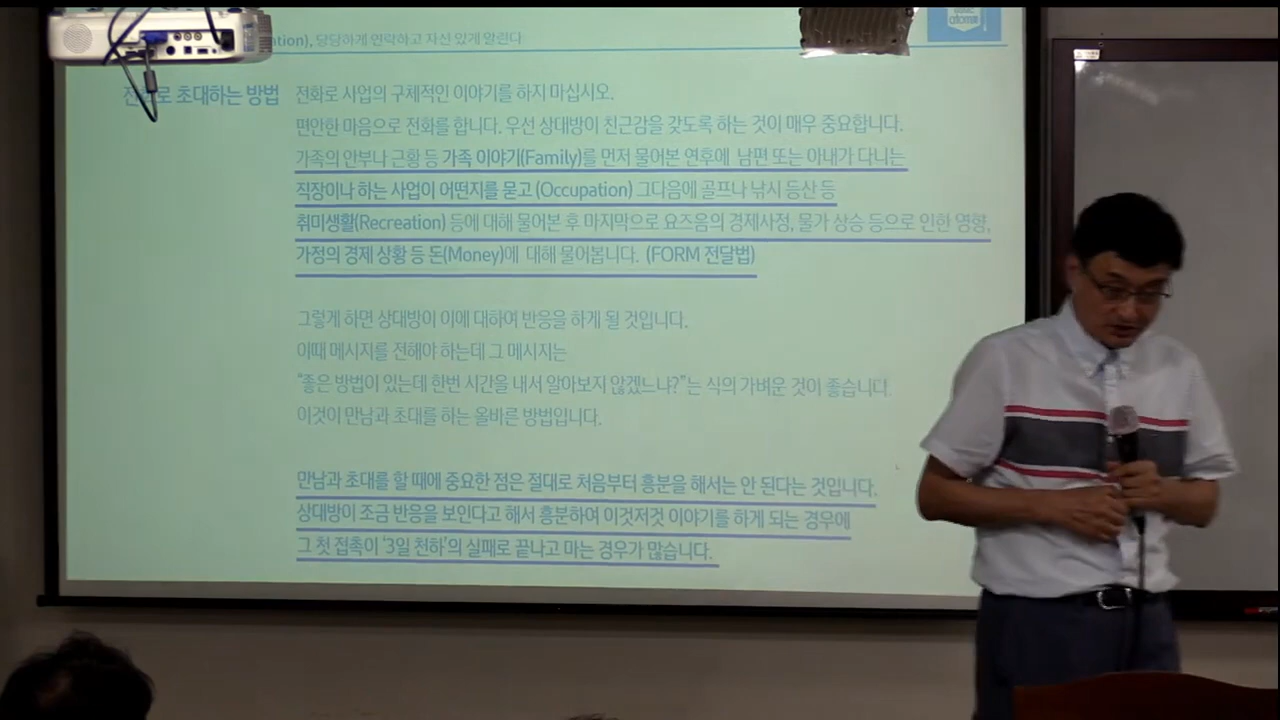 ation), 당당하게 연락하고 자신 있게 알린다
전화로 초대하는 방법
전화로 사업의 구체적인 이야기를 하지 마십시오.
편안한 마음으로 전화를 합니다. 우선 상대방이 친근감을 갖도록 하는 것이 매우 중요합니다.
가족의 안부나 근황 등 가족 이야기(Family)를 먼저 물어본 연후에 남편 또는 아내가 다니는
직장이나 하는 사업이 어떤지를 묻고 (Occupation) 그다음에 골프나 낚시 등산 등
취미생활(Recreation) 등에 대해 물어본 후 마지막으로 요즈음의 경제사정, 물가 상승 등으로 인한 영향,
가정의 경제 상황 등 돈(Money)에 대해 물어봅니다. (FORM 전달법)
그렇게 하면 상대방이 이에 대하여 반응을 하게 될 것입니다.
이때 메시지를 전해야 하는데 그 메시지는
“좋은 방법이 있는데 한번 시간을 내서 알아보지 않겠느냐?”는 식의 가벼운 것이 좋습니다.
이것이 만남과 초대를 하는 올바른 방법입니다.
만남과 초대를 할 때에 중요한 점은 절대로 처음부터 흥분을 해서는 안 된다는 것입니다.
상대방이 조금 반응을 보인다고 해서 흥분하여 이것저것 이야기를 하게 되는 경우에
그 첫 접촉이 ‘3일 천하’의 실패로 끝나고 마는 경우가 많습니다.